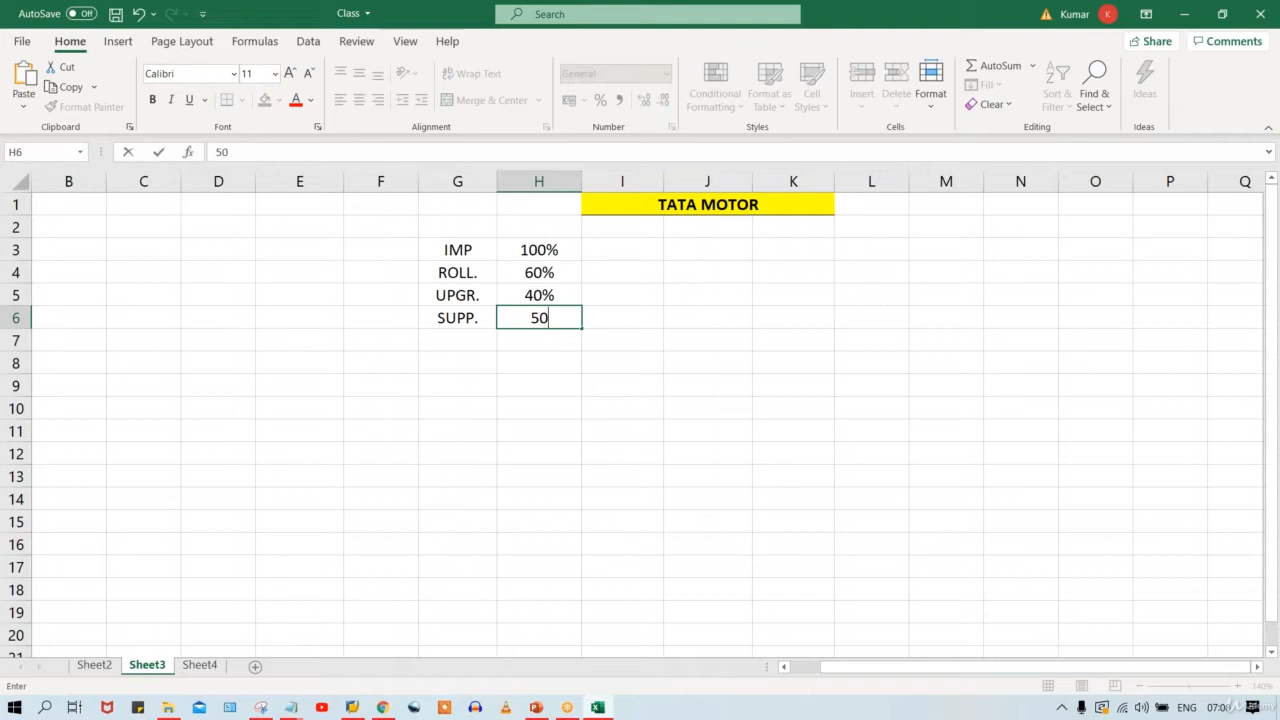 AutoSave Off Class Search Kumar K
File Home Insert Page Layout Formulas Data Review View Help Share Comments
Paste Cut Copy Format Painter Clipboard
Calibri 11 A A B I U A Font
Wrap Text Merge & Center Alignment
General % , Number
Conditional Formatting Format as Table Cell Styles Styles
Insert Delete Format Cells
AutoSum Fill Clear Sort & Filter Find & Select Editing
Ideas Ideas
H6 fx 50
B C D E F G H I J K L M N O P Q
1 TATA MOTOR
2
3 IMP 100%
4 ROLL. 60%
5 UPGR. 40%
6 SUPP. 50
7
8
9
10
11
12
13
14
15
16
17
18
19
20
21
Sheet2 Sheet3 Sheet4
Enter 140%
ENG 07:08